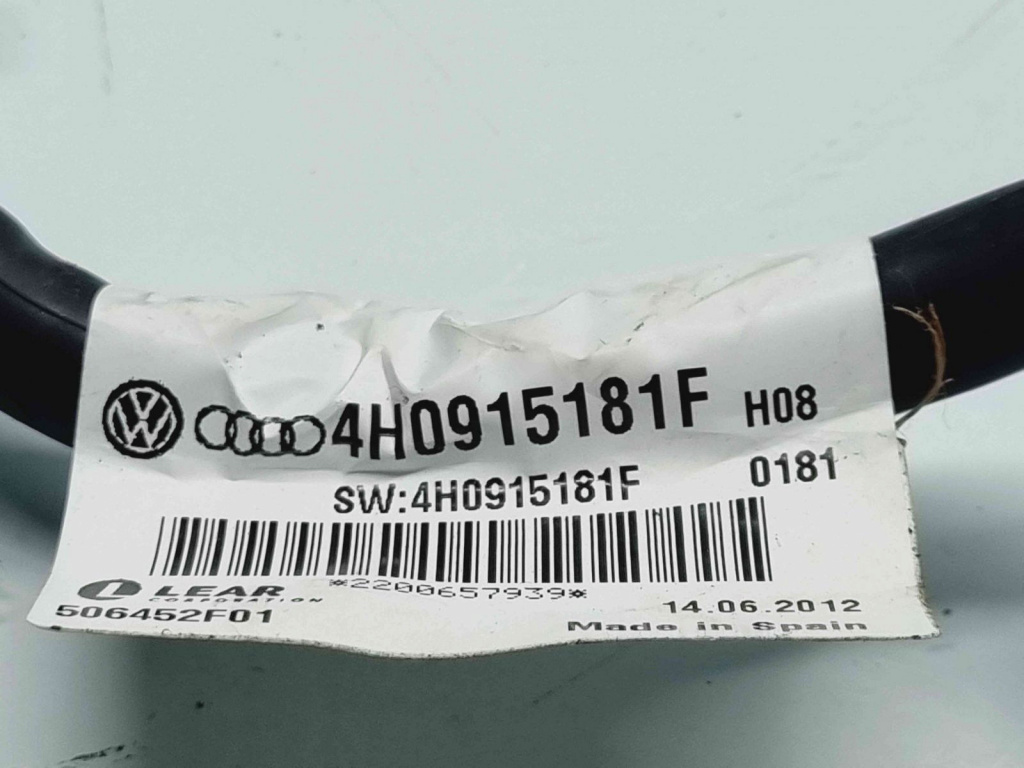 4H0915181F H08
SW:4H0915181F 0181
*2200657939*
LEAR
CORPORATION
506452F01
14.06.2012
Made in Spain